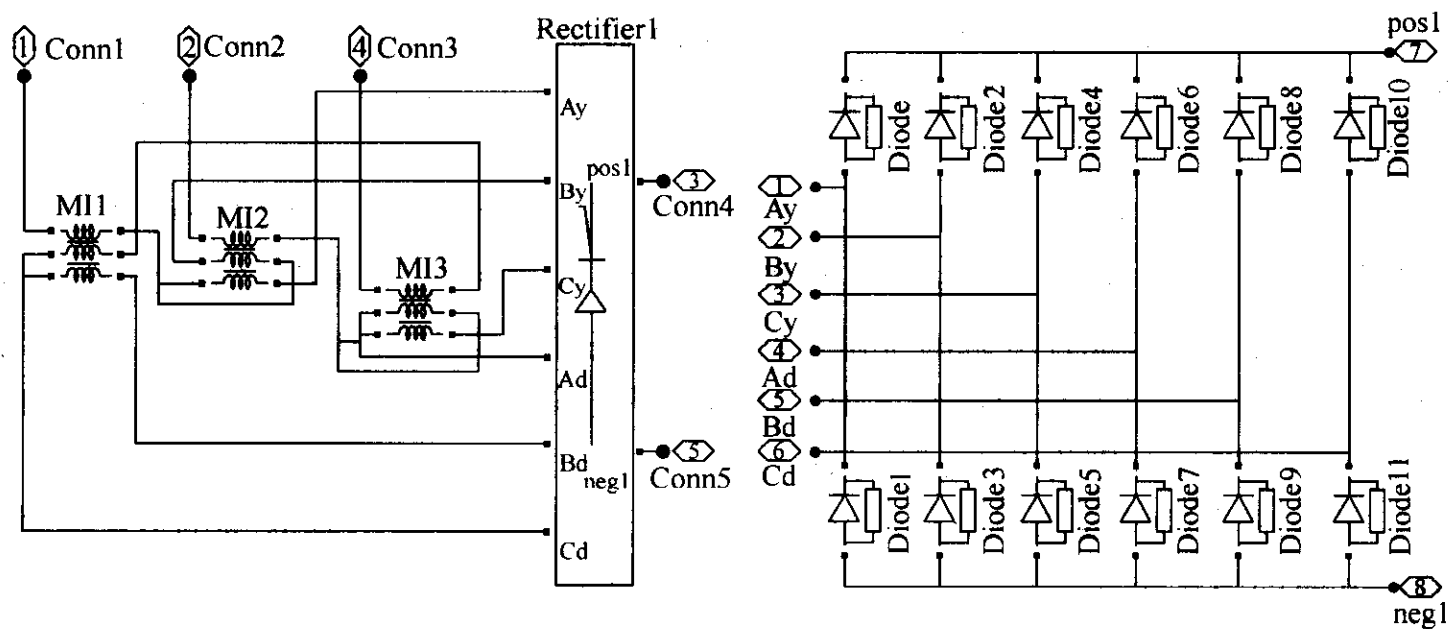 1 Conn1
2 Conn2
4 Conn3
Rectifier1
Ay
By
pos1
Cy
Ad
Bd
neg1
Cd
MI1
MI2
MI3
3
Conn4
5
Conn5
pos1
7
Diode
Diode2
Diode4
Diode6
Diode8
Diode10
1
Ay
2
By
3
Cy
4
Ad
5
Bd
6
Cd
Diode1
Diode3
Diode5
Diode7
Diode9
Diode11
8
neg1